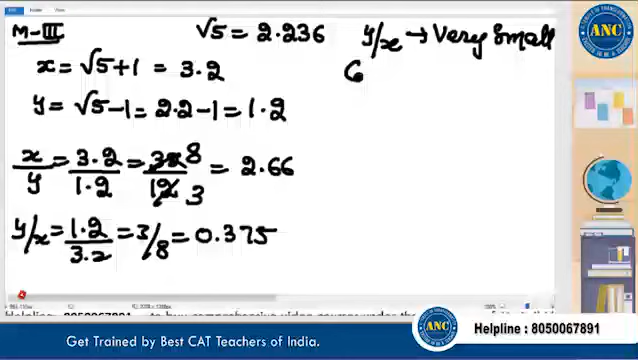 M-III
√5 = 2.236
y/x → Very Small
x = √5+1 = 3.2
y = √5-1 = 2.2-1 = 1.2
x/y = 3.2/1.2 = 32/12 8/3 = 2.66
y/x = 1.2/3.2 = 3/8 = 0.375
ANC
8050067891
ANC
Helpline : 8050067891
Get Trained by Best CAT Teachers of India.